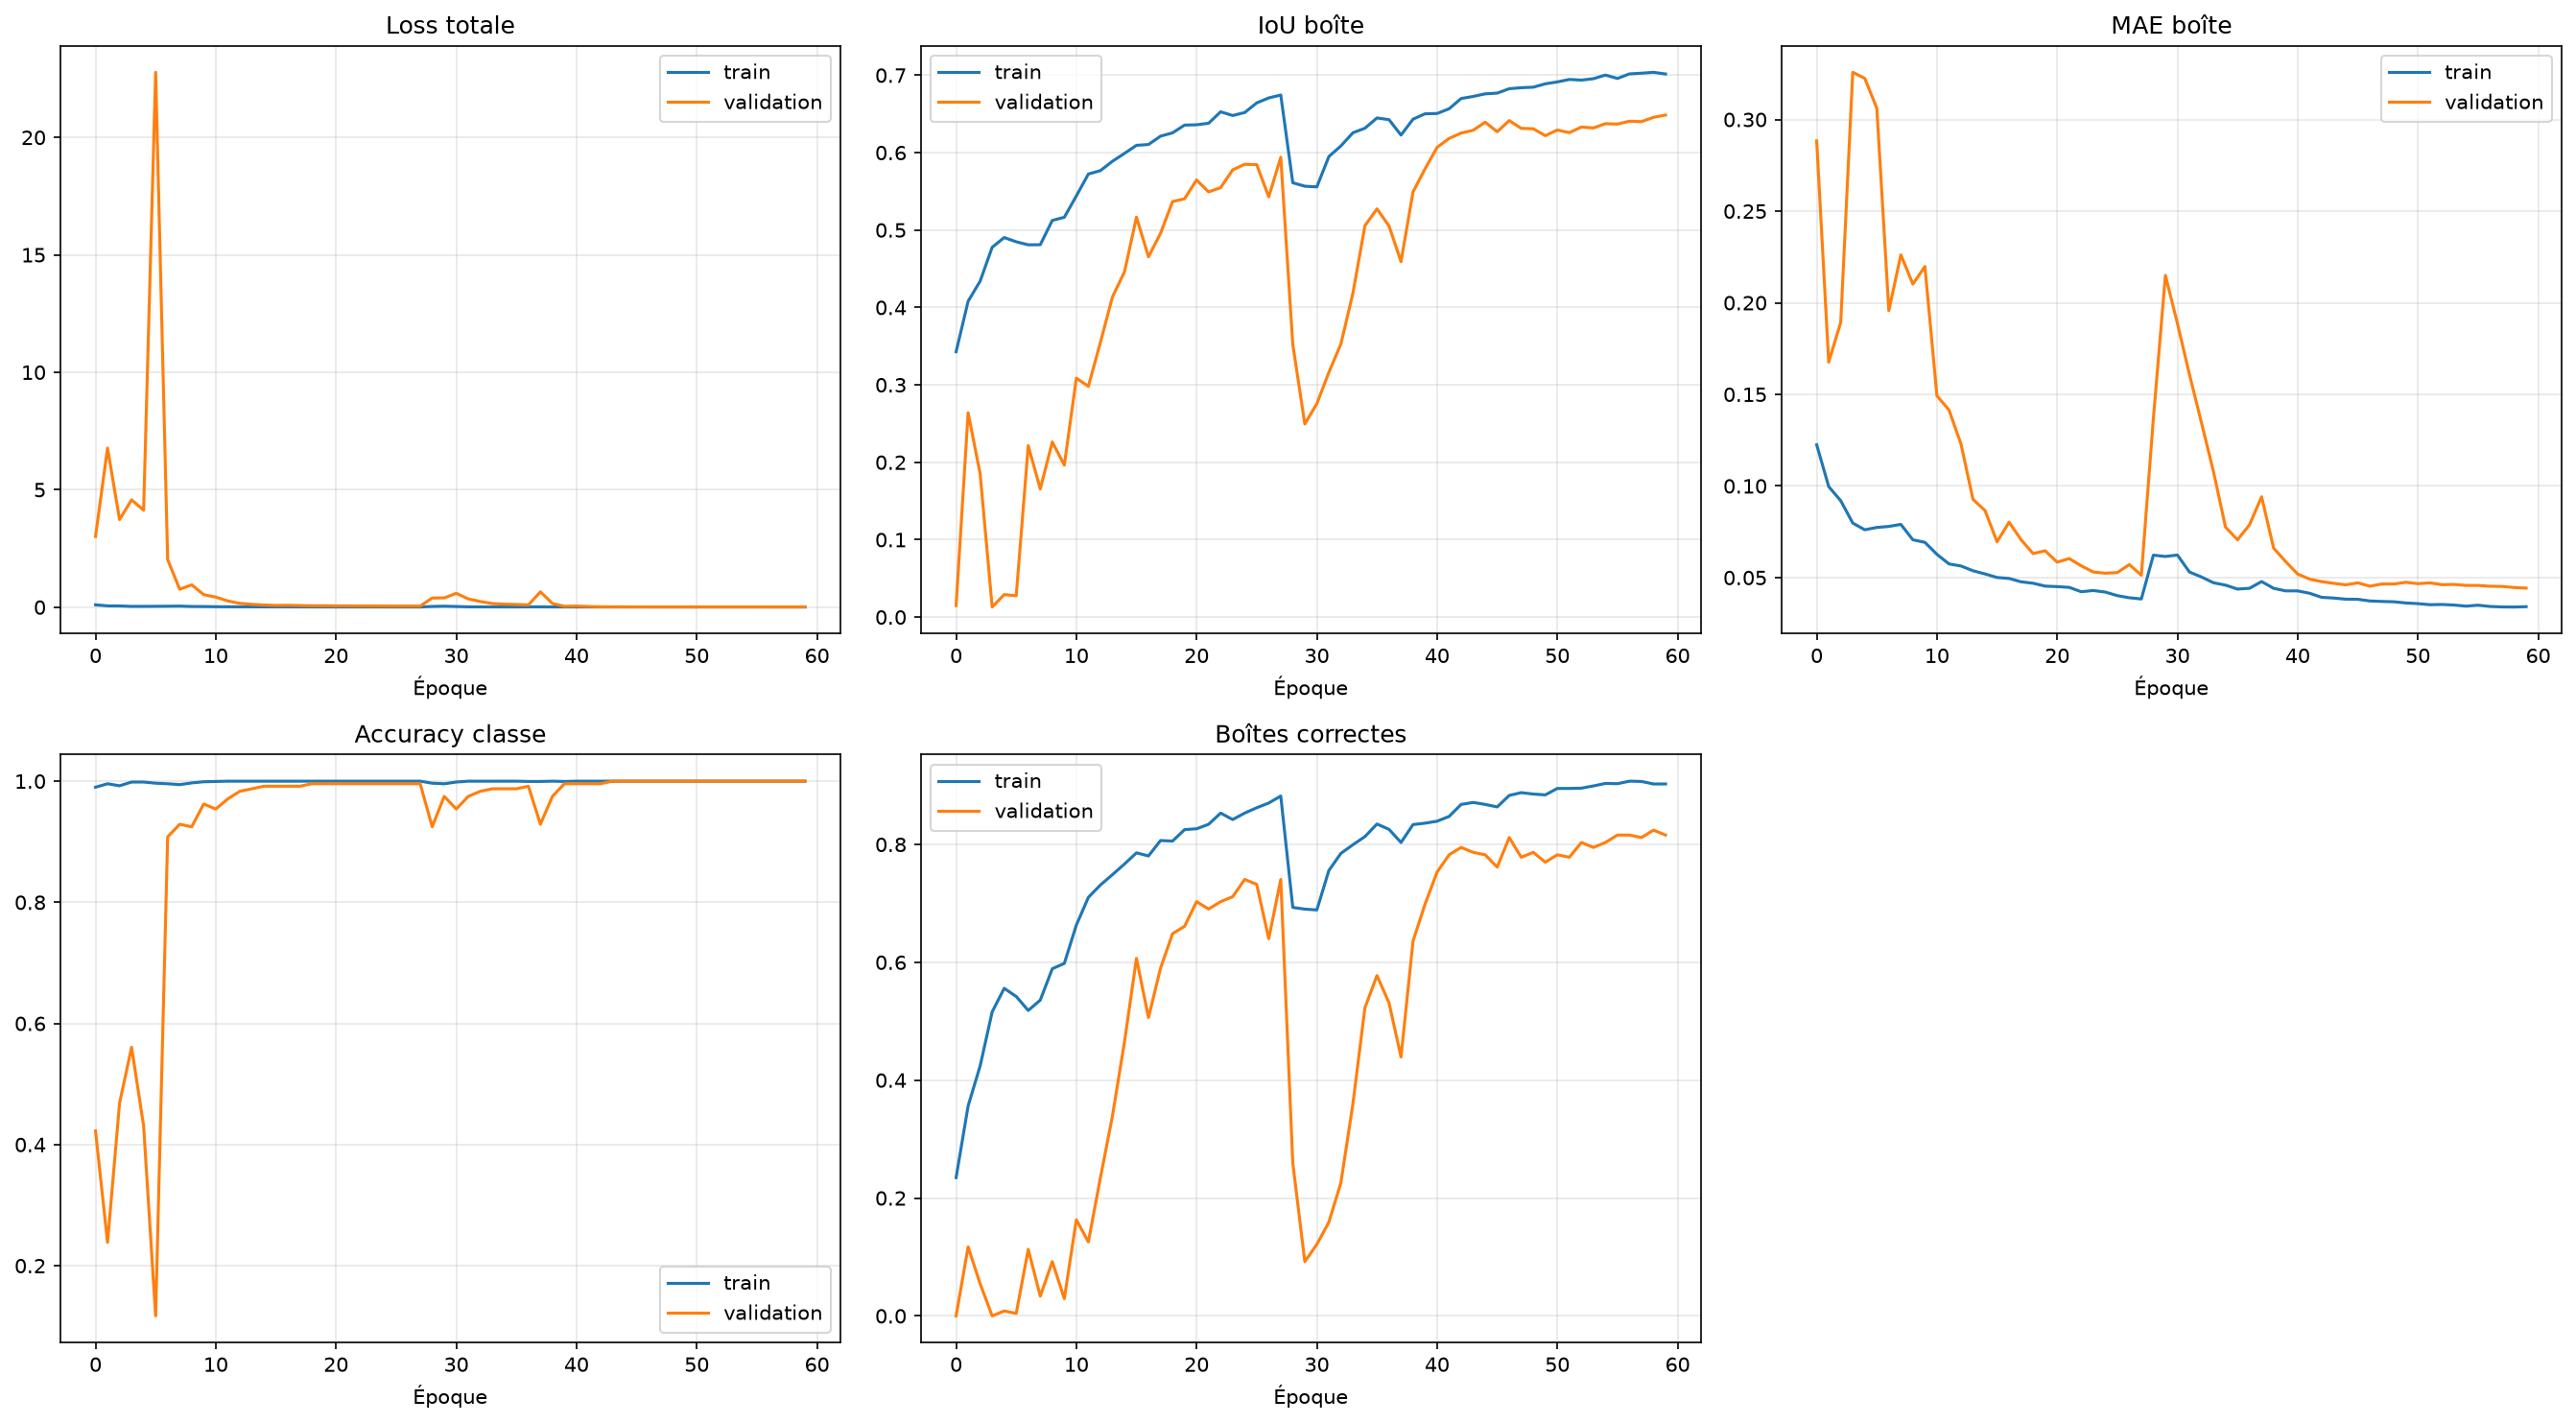 Loss totale
train
validation
20
15
10
5
0
0 10 20 30 40 50 60
Époque
IoU boîte
train
validation
0.7
0.6
0.5
0.4
0.3
0.2
0.1
0.0
0 10 20 30 40 50 60
Époque
MAE boîte
train
validation
0.30
0.25
0.20
0.15
0.10
0.05
0 10 20 30 40 50 60
Époque
Accuracy classe
1.0
0.8
0.6
0.4
0.2
train
validation
0 10 20 30 40 50 60
Époque
Boîtes correctes
train
validation
0.8
0.6
0.4
0.2
0.0
0 10 20 30 40 50 60
Époque